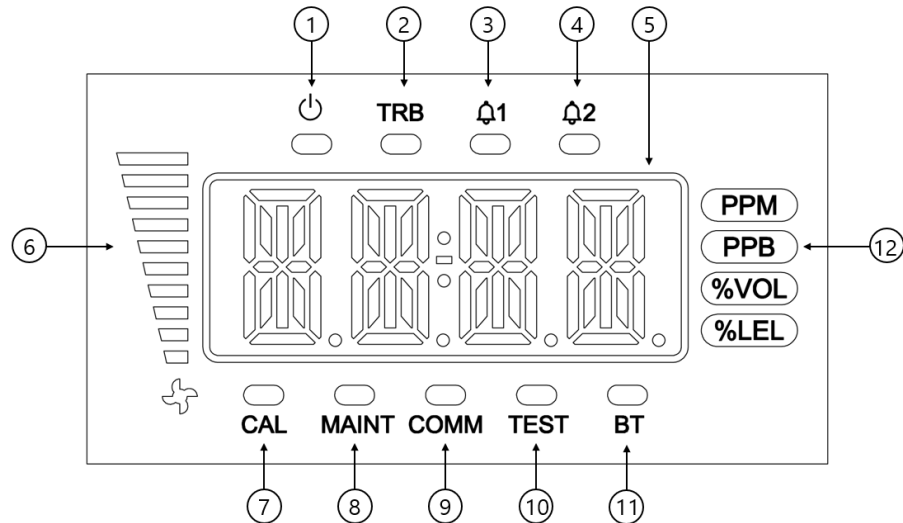 1 2 3 4 5
TRB 1 2
PPM
6 PPB 12
%VOL
%LEL
CAL MAINT COMM TEST BT
7 8 9 10 11